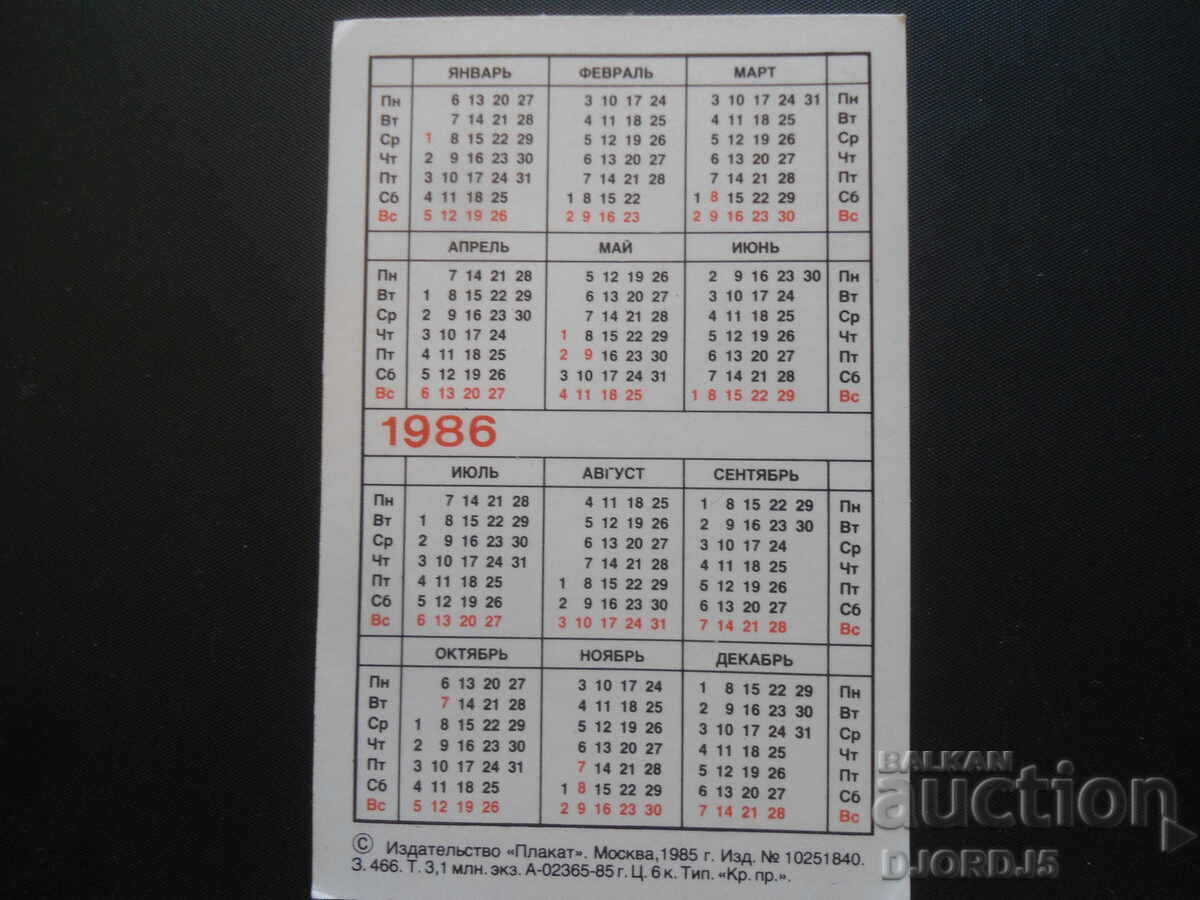 ЯНВАРЬ ФЕВРАЛЬ МАРТ
Пн 6 13 20 27 3 10 17 24 3 10 17 24 31 Пн
Вт 7 14 21 28 4 11 18 25 4 11 18 25 Вт
Ср 1 8 15 22 29 5 12 19 26 5 12 19 26 Ср
Чт 2 9 16 23 30 6 13 20 27 6 13 20 27 Чт
Пт 3 10 17 24 31 7 14 21 28 7 14 21 28 Пт
Сб 4 11 18 25 1 8 15 22 1 8 15 22 29 Сб
Вс 5 12 19 26 2 9 16 23 2 9 16 23 30 Вс
АПРЕЛЬ МАЙ ИЮНЬ
Пн 7 14 21 28 5 12 19 26 2 9 16 23 30 Пн
Вт 1 8 15 22 29 6 13 20 27 3 10 17 24 Вт
Ср 2 9 16 23 30 7 14 21 28 4 11 18 25 Ср
Чт 3 10 17 24 1 8 15 22 29 5 12 19 26 Чт
Пт 4 11 18 25 2 9 16 23 30 6 13 20 27 Пт
Сб 5 12 19 26 3 10 17 24 31 7 14 21 28 Сб
Вс 6 13 20 27 4 11 18 25 1 8 15 22 29 Вс
1986
ИЮЛЬ АВГУСТ СЕНТЯБРЬ
Пн 7 14 21 28 4 11 18 25 1 8 15 22 29 Пн
Вт 1 8 15 22 29 5 12 19 26 2 9 16 23 30 Вт
Ср 2 9 16 23 30 6 13 20 27 3 10 17 24 Ср
Чт 3 10 17 24 31 7 14 21 28 4 11 18 25 Чт
Пт 4 11 18 25 1 8 15 22 29 5 12 19 26 Пт
Сб 5 12 19 26 2 9 16 23 30 6 13 20 27 Сб
Вс 6 13 20 27 3 10 17 24 31 7 14 21 28 Вс
ОКТЯБРЬ НОЯБРЬ ДЕКАБРЬ
Пн 6 13 20 27 3 10 17 24 1 8 15 22 29 Пн
Вт 7 14 21 28 4 11 18 25 2 9 16 23 30 Вт
Ср 1 8 15 22 29 5 12 19 26 3 10 17 24 31 Ср
Чт 2 9 16 23 30 6 13 20 27 4 11 18 25 Чт
Пт 3 10 17 24 31 7 14 21 28 5 12 19 26 Пт
Сб 4 11 18 25 1 8 15 22 29 6 13 20 27 Сб
Вс 5 12 19 26 2 9 16 23 30 7 14 21 28 Вс
© Издательство «Плакат». Москва,1985 г. Изд. № 10251840.
З. 466. Т. 3,1 млн. экз. А-02365-85 г. Ц. 6 к. Тип. «Кр. пр.».
BALKAN
auction
DJORDJ5